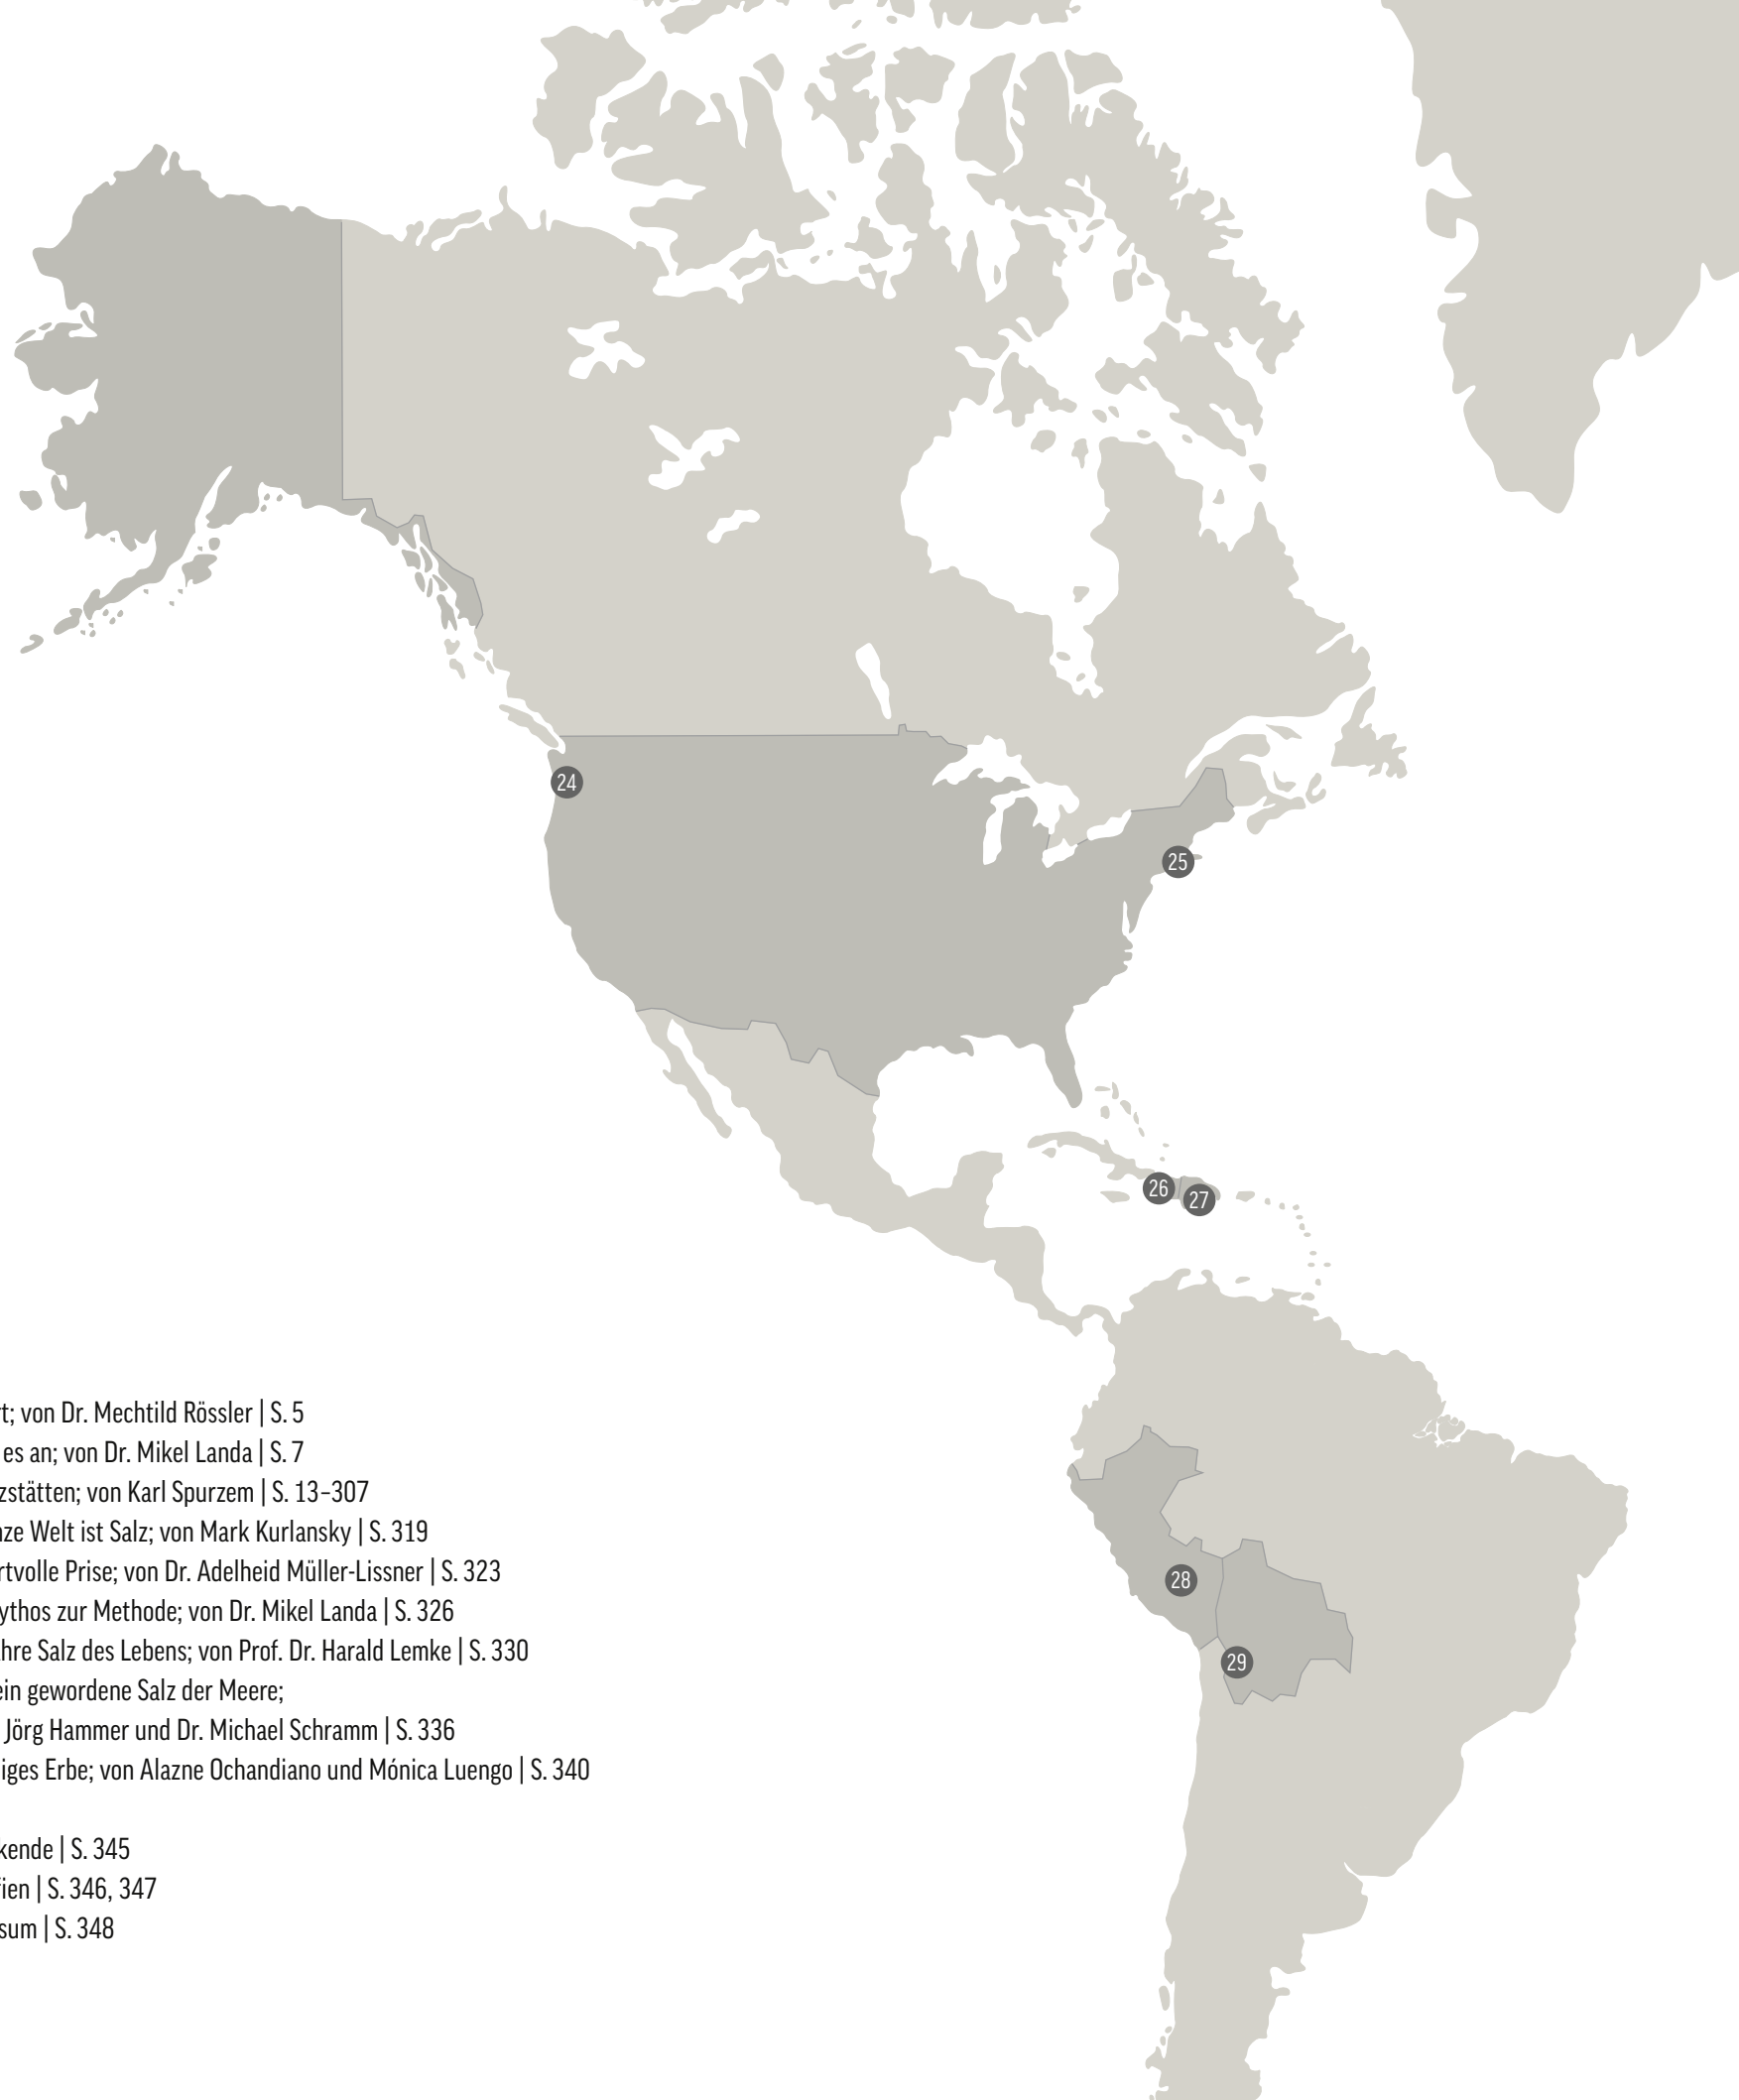 24
25
26
27
rt; von Dr. Mechtild Rössler | S. 5
es an; von Dr. Mikel Landa | S. 7
zstätten; von Karl Spurzem | S. 13–307
nze Welt ist Salz; von Mark Kurlansky | S. 319
rtvolle Prise; von Dr. Adelheid Müller-Lissner | S. 323
ythos zur Methode; von Dr. Mikel Landa | S. 326
ahre Salz des Lebens; von Prof. Dr. Harald Lemke | S. 330
ein gewordene Salz der Meere;
Jörg Hammer und Dr. Michael Schramm | S. 336
iges Erbe; von Alazne Ochandiano und Mónica Luengo | S. 340
kende | S. 345
fien | S. 346, 347
sum | S. 348
28
29